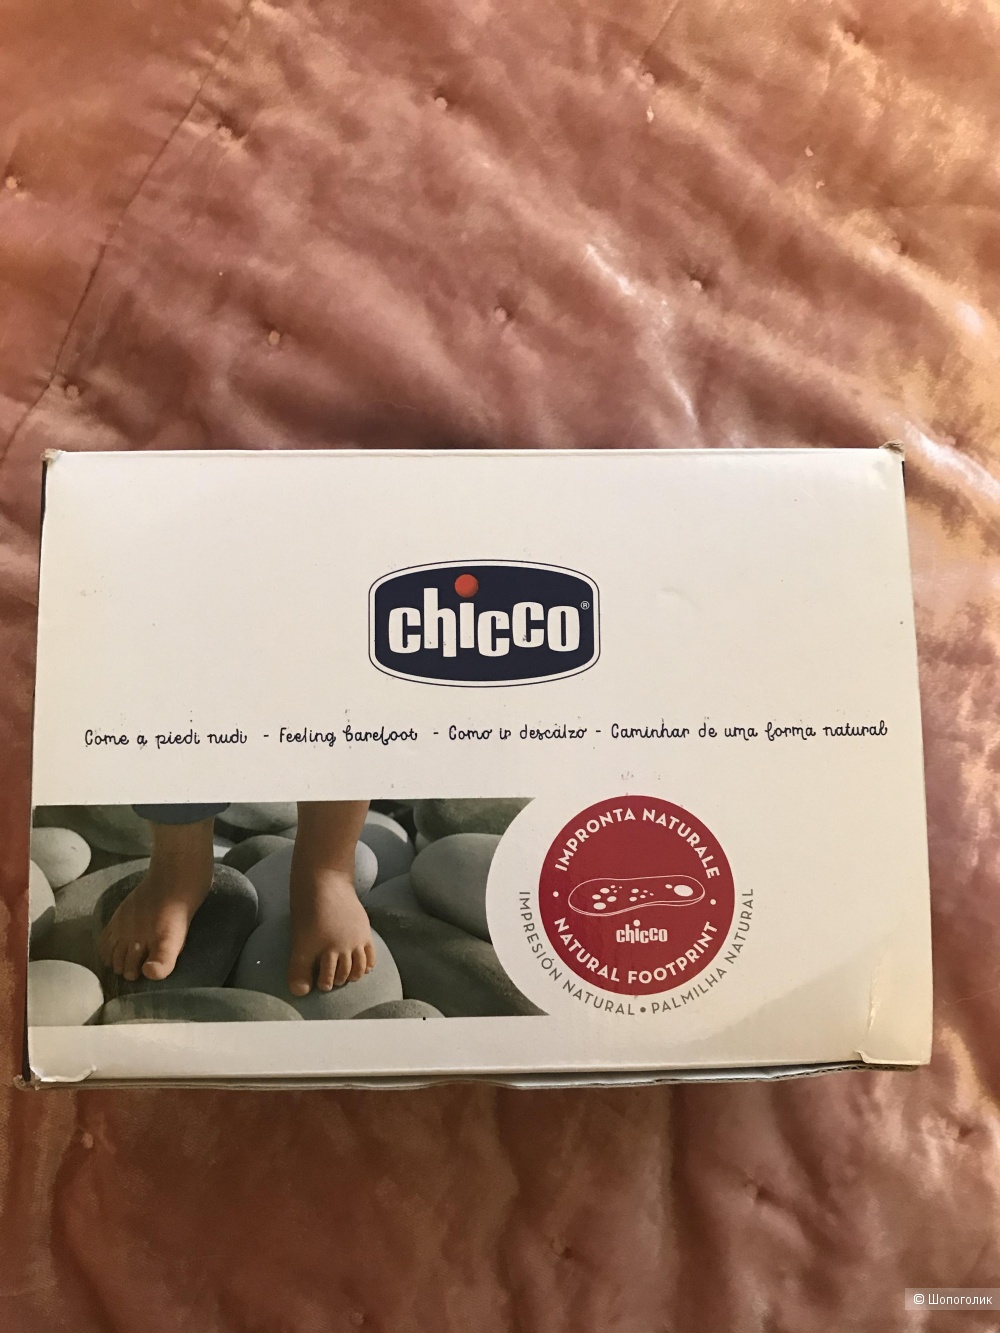 chicco®
Come a piedi nudi - Feeling barefoot - Como ir descalzo - Caminhar de uma forma natural
IMPRONTA NATURALE
chicco
NATURAL FOOTPRINT
IMPRESIÓN NATURAL • PALMILHA NATURAL
© Шопоголик